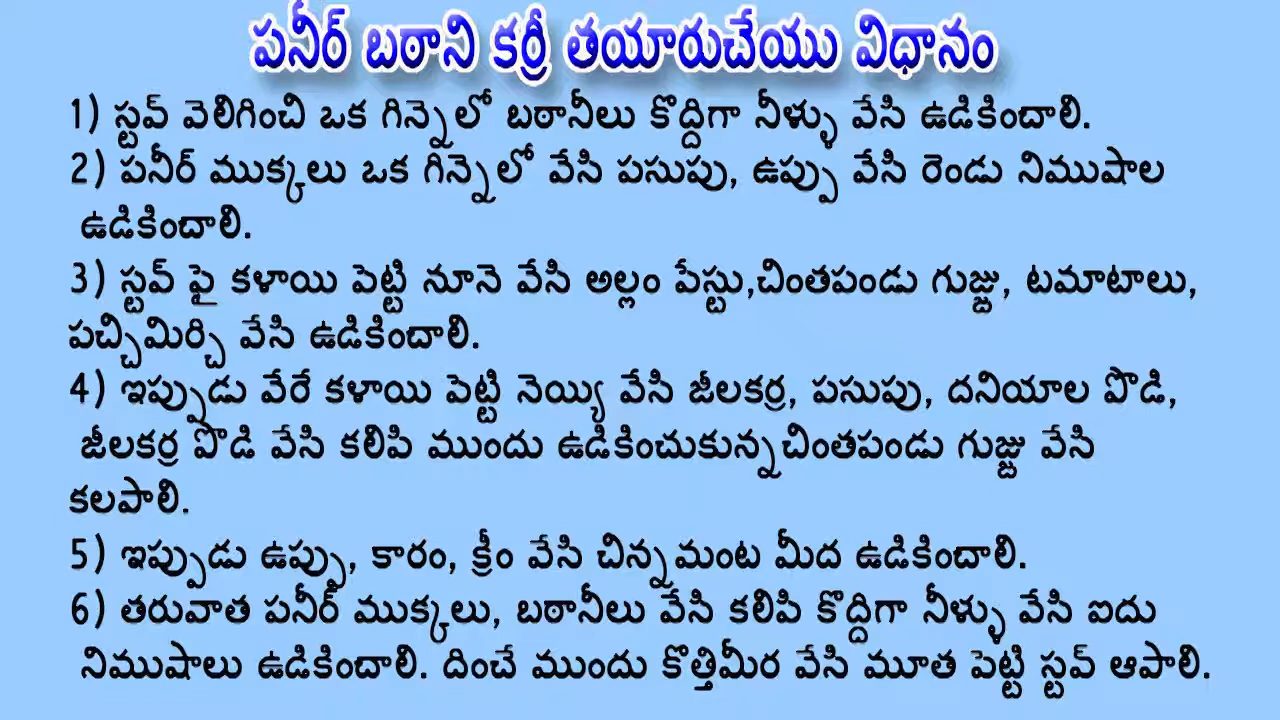 పనీర్ బఠాని కర్రీ తయారుచేయు విధానం
1) స్టవ్ వెలిగించి ఒక గిన్నెలో బఠానీలు కొద్దిగా నీళ్ళు వేసి ఉడికించాలి.
2) పనీర్ ముక్కలు ఒక గిన్నెలో వేసి పసుపు, ఉప్పు వేసి రెండు నిముషాల
ఉడికించాలి.
3) స్టవ్ పై కళాయి పెట్టి నూనె వేసి అల్లం పేస్టు,చింతపండు గుజ్జు, టమాటాలు,
పచ్చిమిర్చి వేసి ఉడికించాలి.
4) ఇప్పుడు వేరే కళాయి పెట్టి నెయ్యి వేసి జీలకర్ర, పసుపు, దనియాల పొడి,
జీలకర్ర పొడి వేసి కలిపి ముందు ఉడికించుకున్నచింతపండు గుజ్జు వేసి
కలపాలి.
5) ఇప్పుడు ఉప్పు, కారం, క్రీం వేసి చిన్నమంట మీద ఉడికించాలి.
6) తరువాత పనీర్ ముక్కలు, బఠానీలు వేసి కలిపి కొద్దిగా నీళ్ళు వేసి ఐదు
నిముషాలు ఉడికించాలి. దించే ముందు కొత్తిమీర వేసి మూత పెట్టి స్టవ్ ఆపాలి.